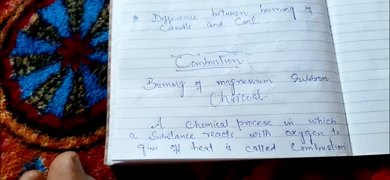 * Difference between burning of
Candle and Coal.
Combustion
Burning of magnesium
Charcoal.
A chemical process in which
a substance reacts with oxygen to
give off heat is called Combustion